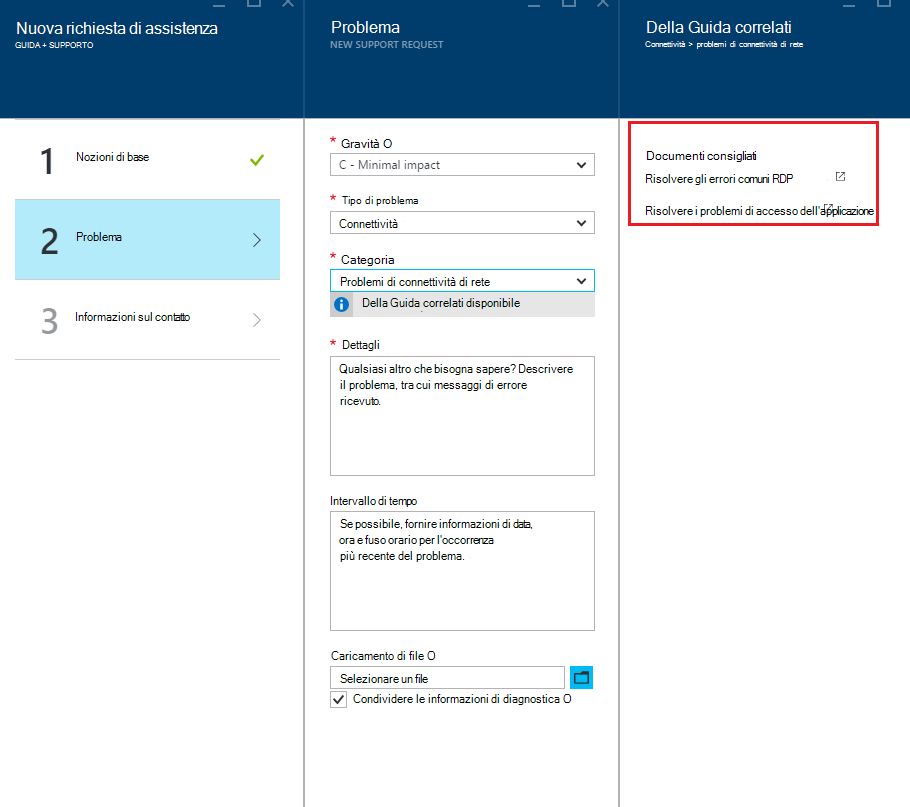 Nuova richiesta di assistenza
GUIDA + SUPPORTO
1
Nozioni di base
2
Problema
3
Informazioni sul contatto
Problema
NEW SUPPORT REQUEST
* Gravità O
C - Minimal impact
* Tipo di problema
Connettività
* Categoria
Problemi di connettività di rete
Della Guida correlati disponibile
* Dettagli
Qualsiasi altro che bisogna sapere? Descrivere
il problema, tra cui messaggi di errore
ricevuto.
Intervallo di tempo
Se possibile, fornire informazioni di data,
ora e fuso orario per l'occorrenza
più recente del problema.
Caricamento di file O
Selezionare un file
Condividere le informazioni di diagnostica O
Della Guida correlati
Connettività > problemi di connettività di rete
Documenti consigliati
Risolvere gli errori comuni RDP
Risolvere i problemi di accesso dell'applicazione